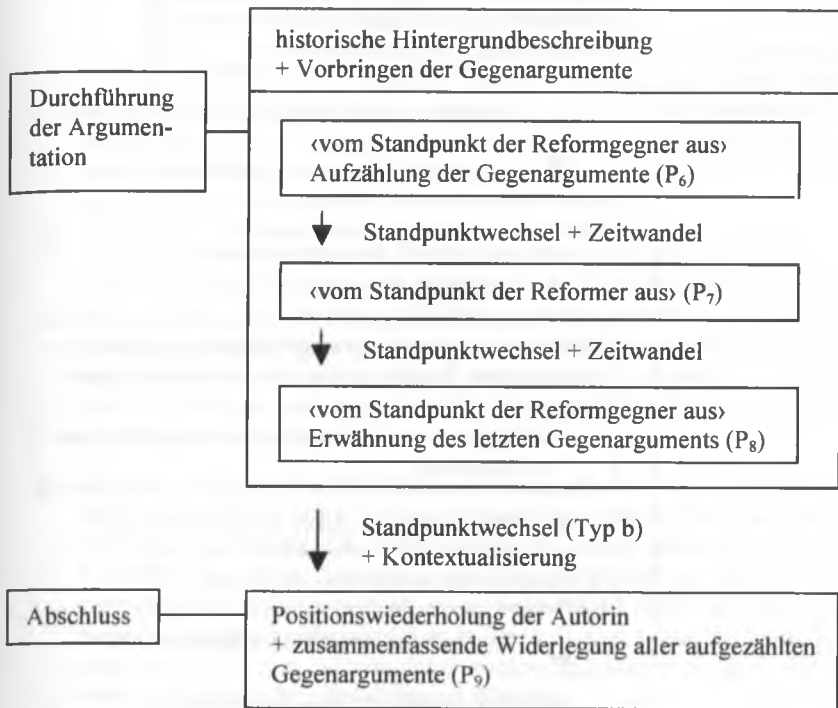 historische Hintergrundbeschreibung
+ Vorbringen der Gegenargumente
Durchführung
der Argumen-
tation
‹vom Standpunkt der Reformgegner aus›
Aufzählung der Gegenargumente (P₆)
Standpunktwechsel + Zeitwandel
‹vom Standpunkt der Reformer aus› (P₇)
Standpunktwechsel + Zeitwandel
‹vom Standpunkt der Reformgegner aus›
Erwähnung des letzten Gegenarguments (P₈)
Standpunktwechsel (Typ b)
+ Kontextualisierung
Abschluss
Positionswiederholung der Autorin
+ zusammenfassende Widerlegung aller aufgezählten
Gegenargumente (P₉)